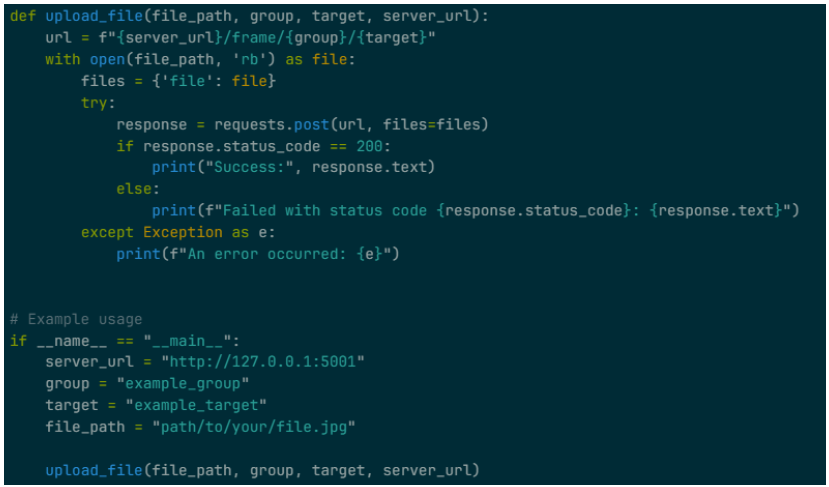 def upload_file(file_path, group, target, server_url):
    url = f"{server_url}/frame/{group}/{target}"
    with open(file_path, 'rb') as file:
        files = {'file': file}
        try:
            response = requests.post(url, files=files)
            if response.status_code == 200:
                print("Success:", response.text)
            else:
                print(f"Failed with status code {response.status_code}: {response.text}")
        except Exception as e:
            print(f"An error occurred: {e}")
# Example usage
if __name__ == "__main__":
    server_url = "http://127.0.0.1:5001"
    group = "example_group"
    target = "example_target"
    file_path = "path/to/your/file.jpg"
    upload_file(file_path, group, target, server_url)